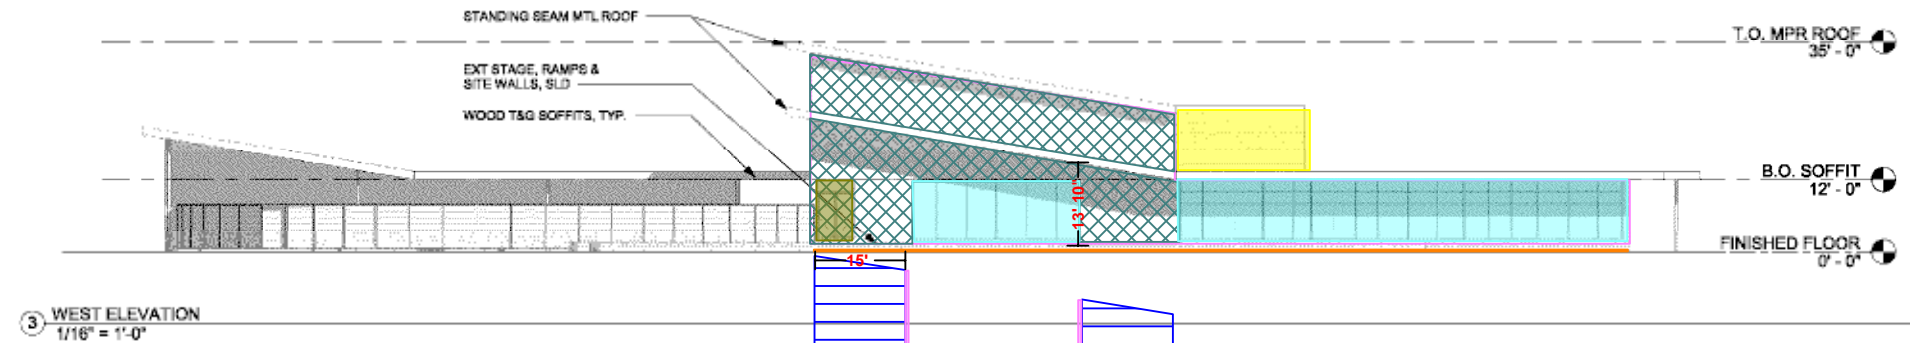 STANDING SEAM MTL ROOF
EXT STAGE, RAMPS &
SITE WALLS, SLD
WOOD T&G SOFFITS, TYP.
T.O. MPR ROOF
35' - 0"
B.O. SOFFIT
12' - 0"
FINISHED FLOOR
0' - 0"
13' 10"
15'
3 WEST ELEVATION
1/16" = 1'-0"